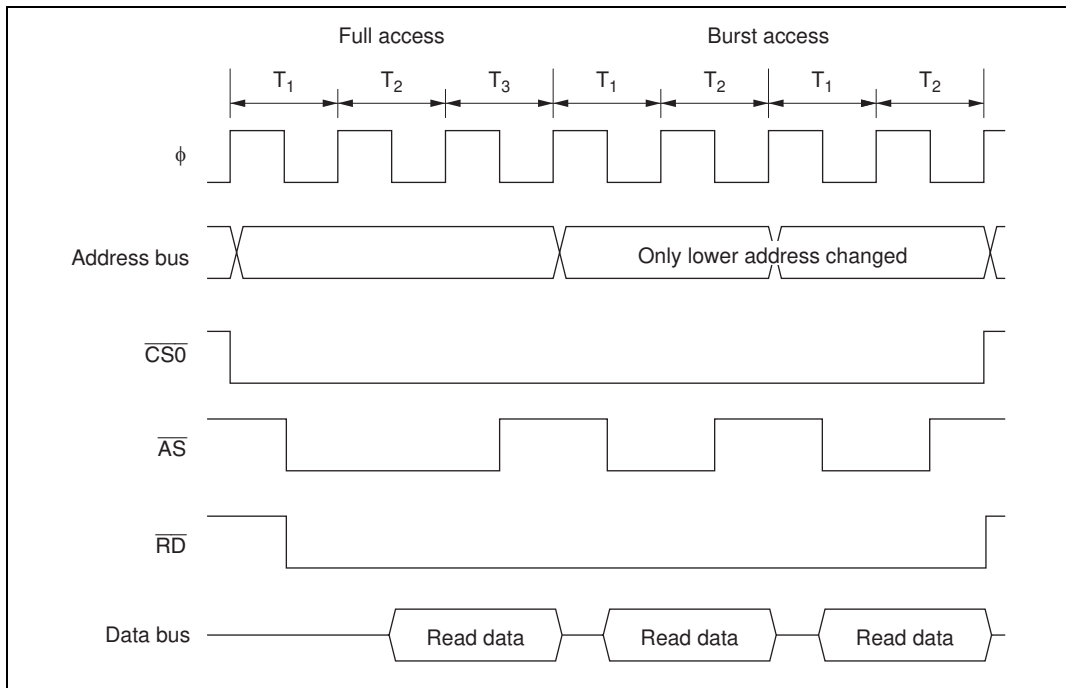 Full access Burst access
T1 T2 T3 T1 T2 T1 T2
ϕ
Address bus Only lower address changed
CS0
AS
RD
Data bus Read data Read data Read data